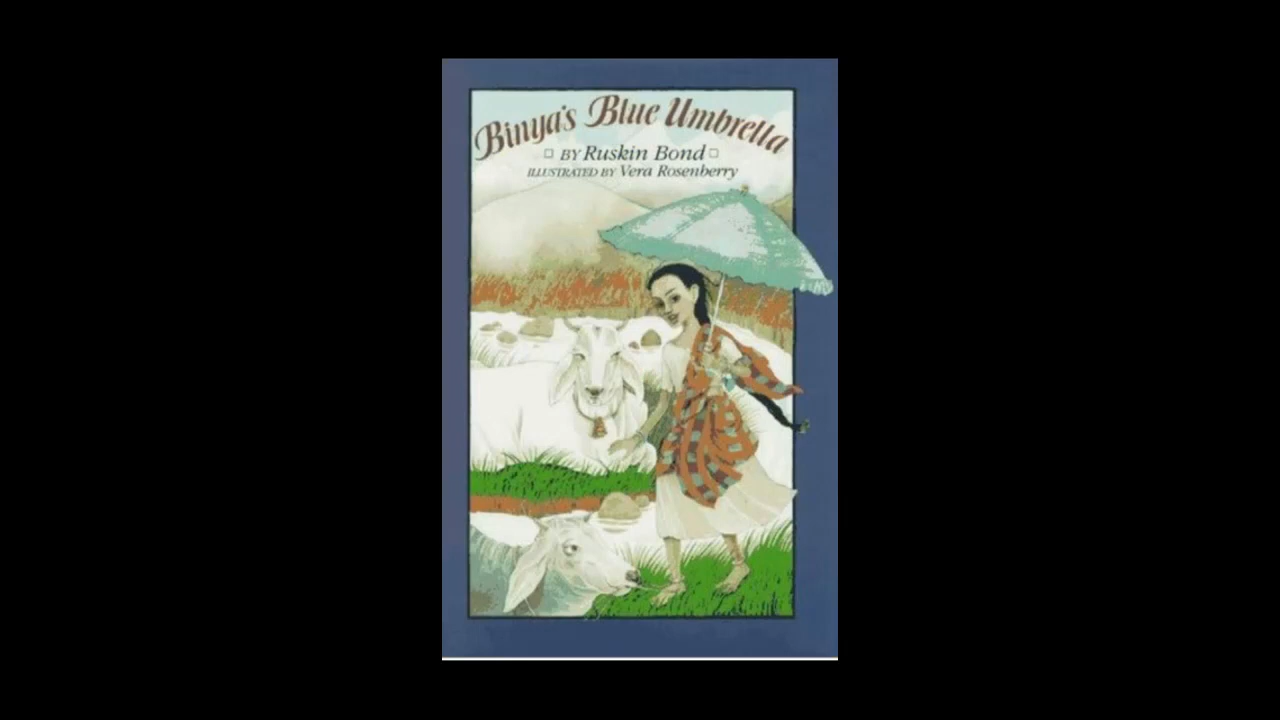 Binya's Blue Umbrella
BY Ruskin Bond
ILLUSTRATED BY Vera Rosenberry